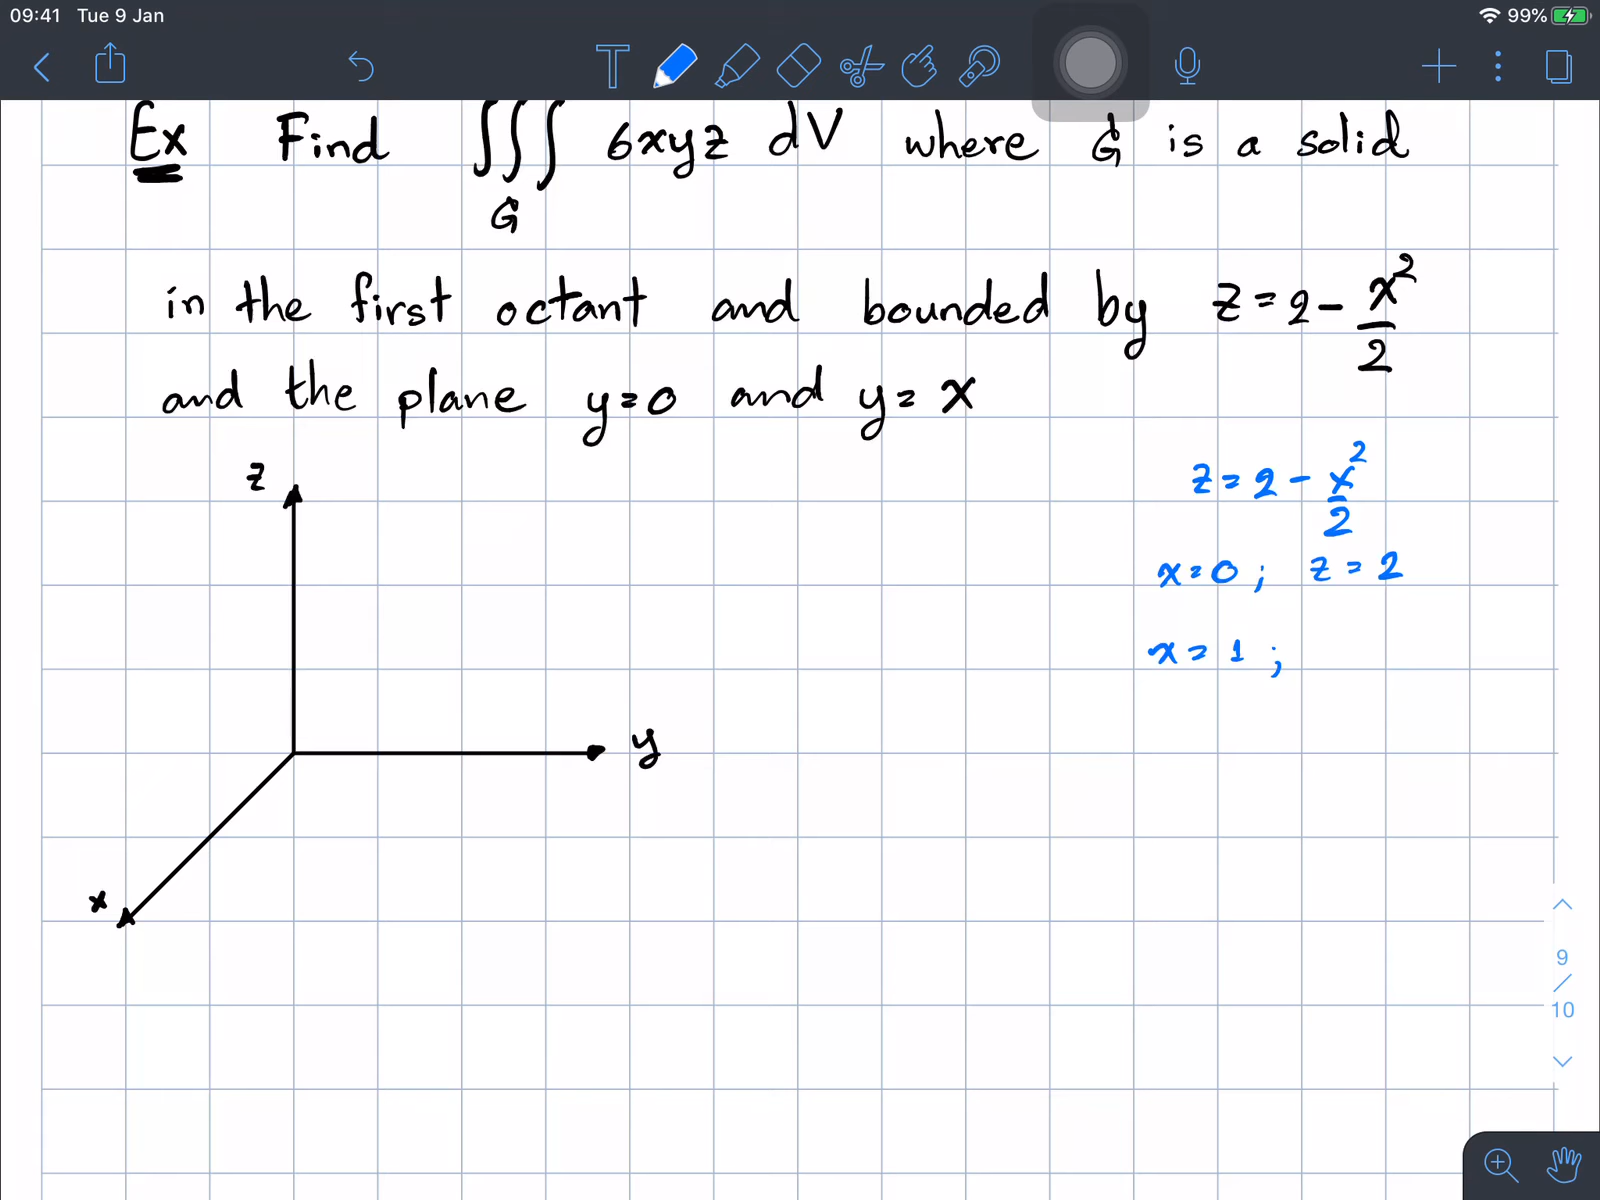 09:41 Tue 9 Jan 99%
T
Ex Find ∭ 6xyz dV where G is a solid
G
in the first octant and bounded by z = 2 - x²/2
and the plane y=0 and y= x
z
z = 2 - x²/2
x=0 ; z = 2
x= 1 ;
y
x
9
/
10